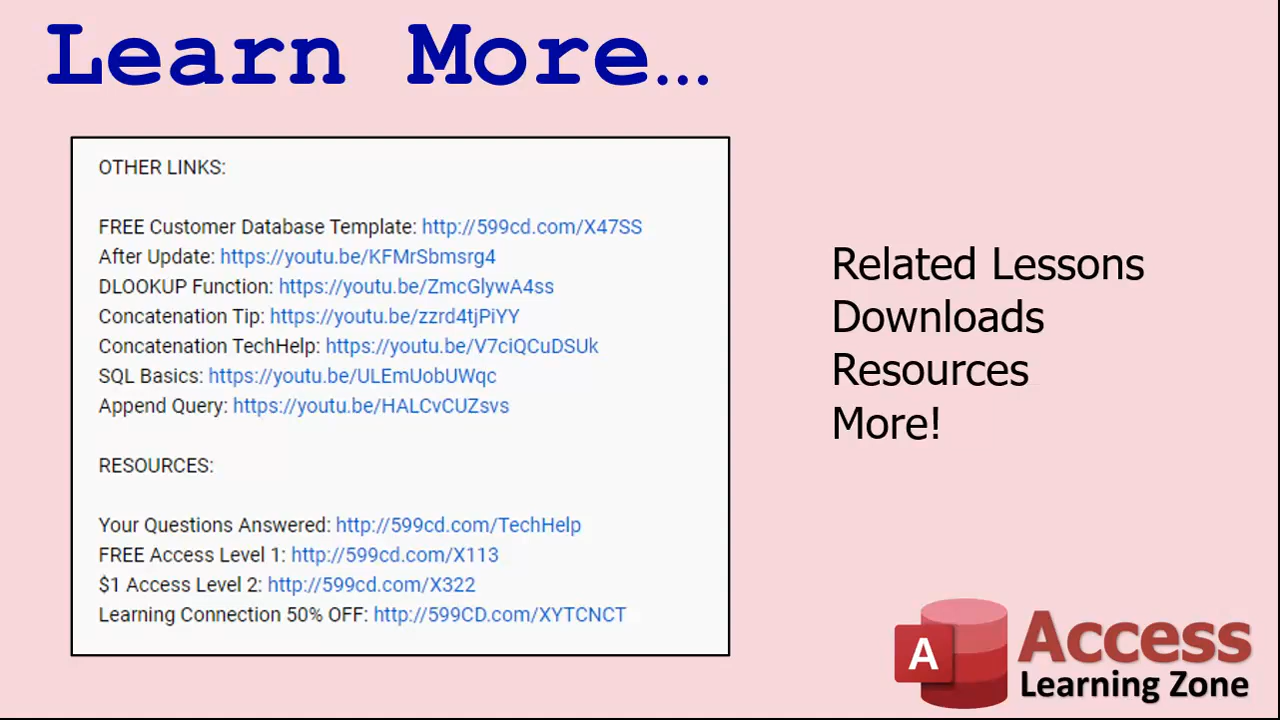 Learn More...
OTHER LINKS:
FREE Customer Database Template: http://599cd.com/X47SS
After Update: https://youtu.be/KFMrSbmsrg4
DLOOKUP Function: https://youtu.be/ZmcGlywA4ss
Concatenation Tip: https://youtu.be/zzrd4tjPiYY
Concatenation TechHelp: https://youtu.be/V7ciQCuDSUk
SQL Basics: https://youtu.be/ULEmUobUWqc
Append Query: https://youtu.be/HALCvCUZsvs
RESOURCES:
Your Questions Answered: http://599cd.com/TechHelp
FREE Access Level 1: http://599cd.com/X113
$1 Access Level 2: http://599cd.com/X322
Learning Connection 50% OFF: http://599CD.com/XYTCNCT
Related Lessons
Downloads
Resources
More!
A
Access
Learning Zone